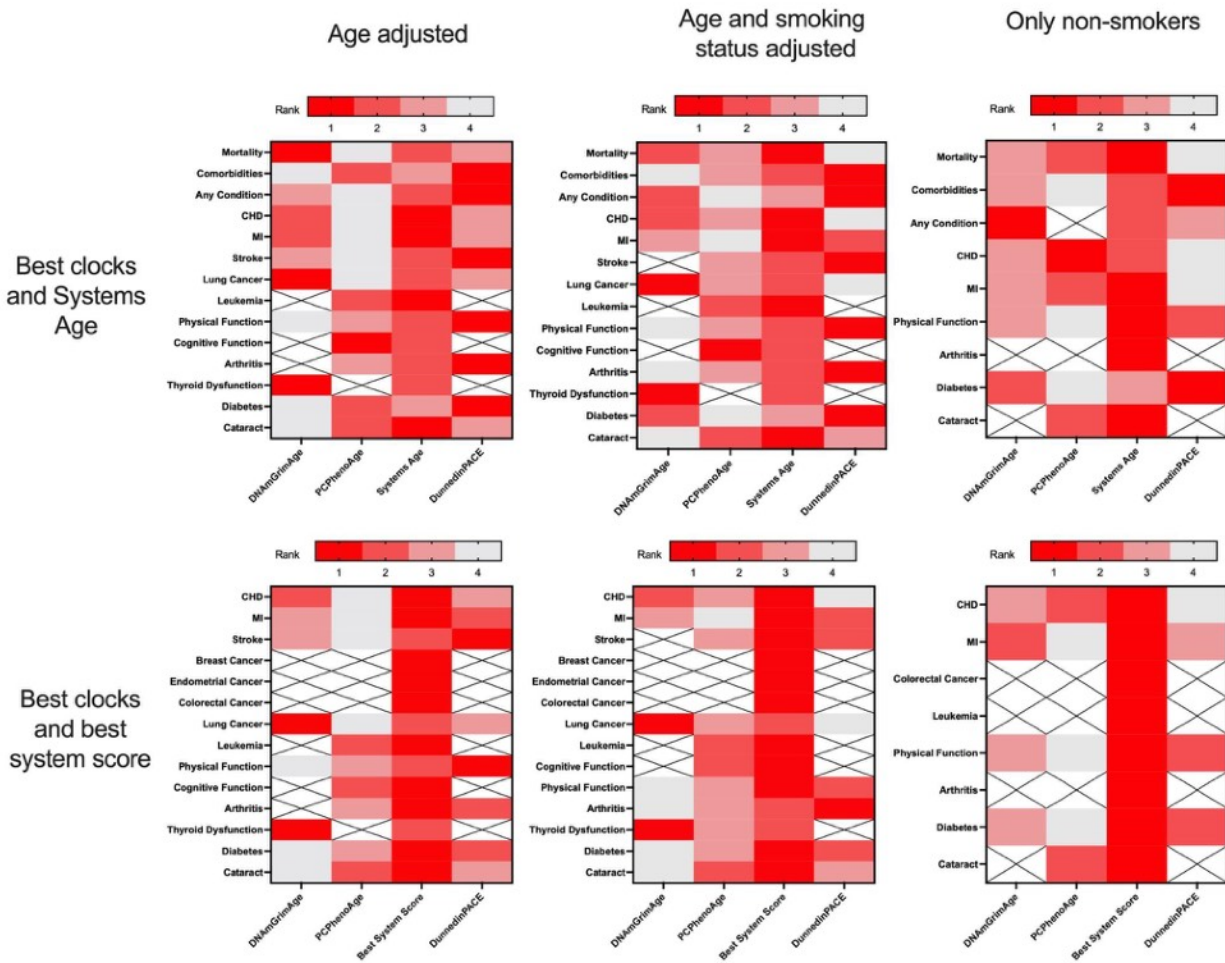 Age adjusted
Age and smoking
status adjusted
Only non-smokers
Best clocks
and Systems
Age
Rank
1 2 3 4
Mortality
Comorbidities
Any Condition
CHD
MI
Stroke
Lung Cancer
Leukemia
Physical Function
Cognitive Function
Arthritis
Thyroid Dysfunction
Diabetes
Cataract
DNAmGrimAge
PCPhenoAge
Systems Age
DunnedinPACE
Rank
1 2 3 4
Mortality
Comorbidities
Any Condition
CHD
MI
Stroke
Lung Cancer
Leukemia
Physical Function
Cognitive Function
Arthritis
Thyroid Dysfunction
Diabetes
Cataract
DNAmGrimAge
PCPhenoAge
Systems Age
DunnedinPACE
Rank
1 2 3 4
Mortality
Comorbidities
Any Condition
CHD
MI
Physical Function
Arthritis
Diabetes
Cataract
DNAmGrimAge
PCPhenoAge
Systems Age
DunnedinPACE
Best clocks
and best
system score
Rank
1 2 3 4
CHD
MI
Stroke
Breast Cancer
Endometrial Cancer
Colorectal Cancer
Lung Cancer
Leukemia
Physical Function
Cognitive Function
Arthritis
Thyroid Dysfunction
Diabetes
Cataract
DNAmGrimAge
PCPhenoAge
Best System Score
DunnedinPACE
Rank
1 2 3 4
CHD
MI
Stroke
Breast Cancer
Endometrial Cancer
Colorectal Cancer
Lung Cancer
Leukemia
Cognitive Function
Physical Function
Arthritis
Thyroid Dysfunction
Diabetes
Cataract
DNAmGrimAge
PCPhenoAge
Best System Score
DunnedinPACE
Rank
1 2 3 4
CHD
MI
Colorectal Cancer
Leukemia
Physical Function
Arthritis
Diabetes
Cataract
DNAmGrimAge
PCPhenoAge
Best System Score
DunnedinPACE